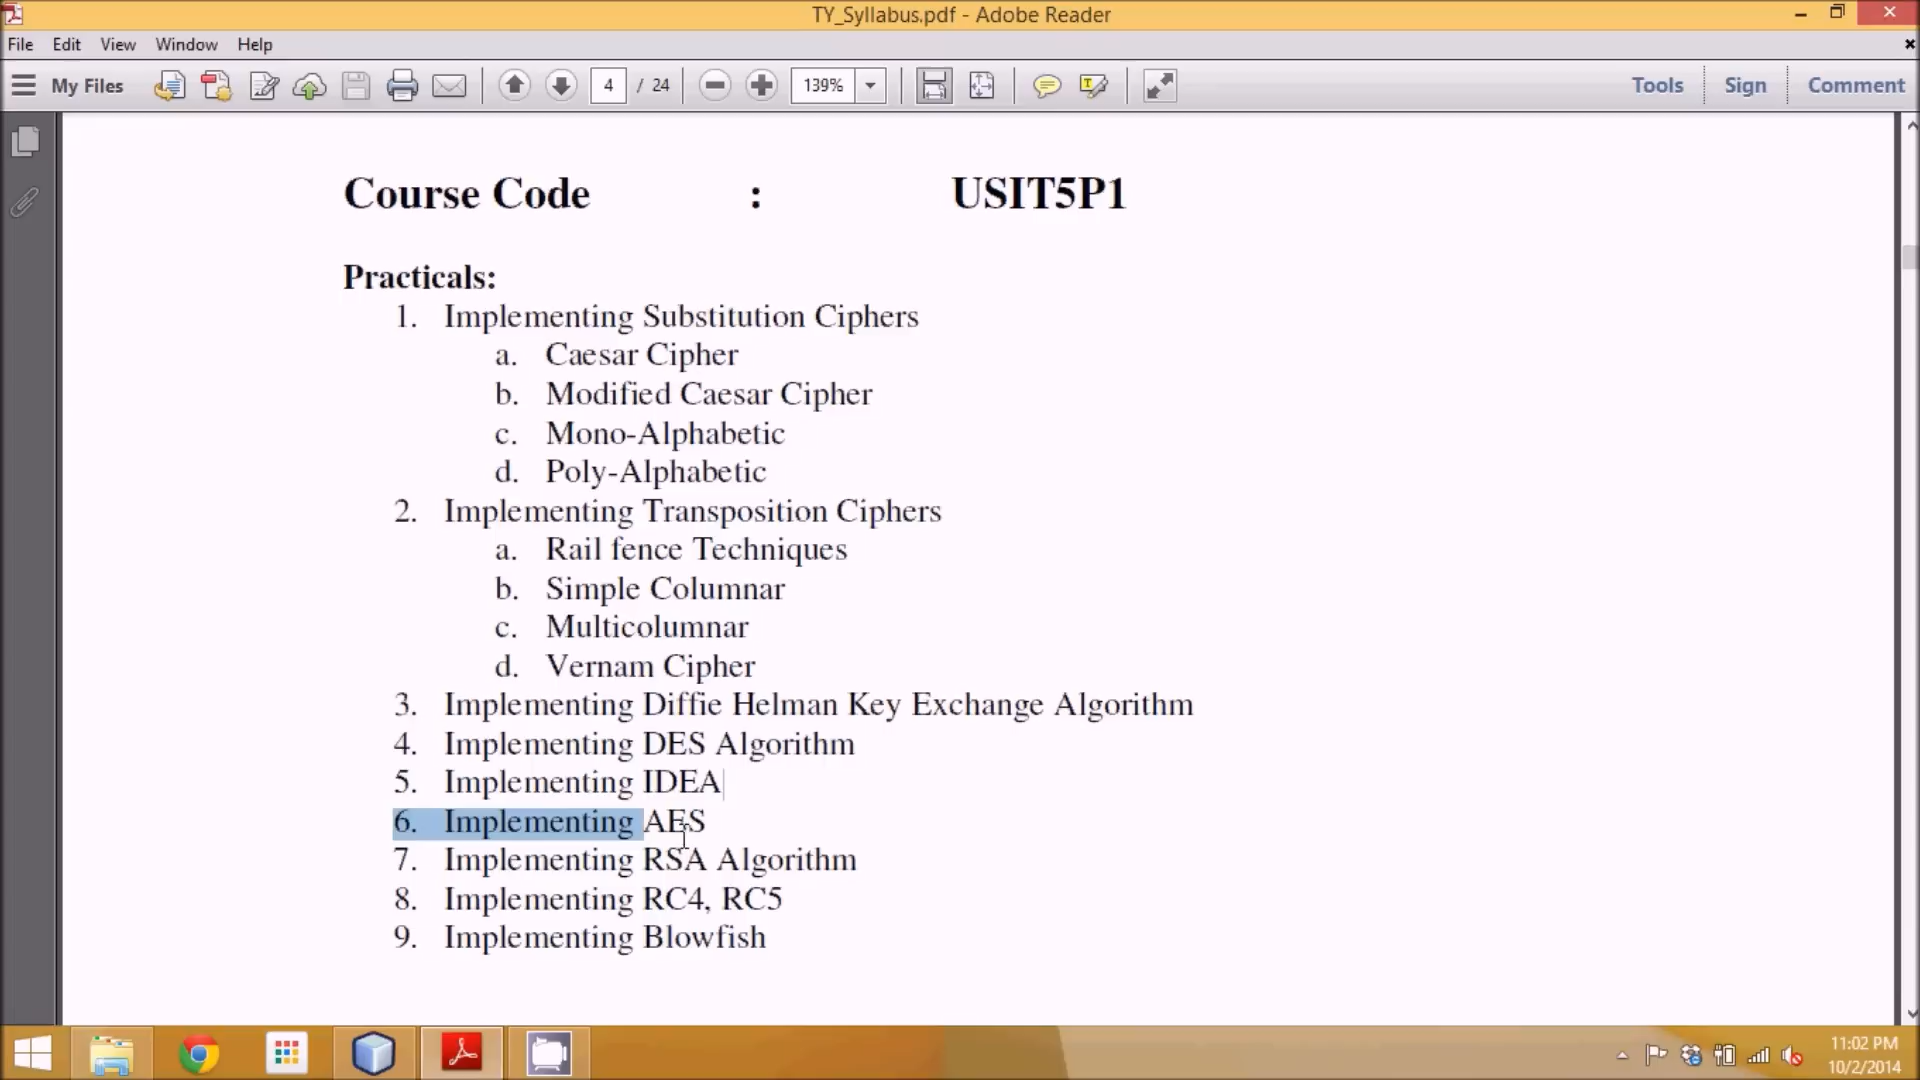 TY_Syllabus.pdf - Adobe Reader
File Edit View Window Help
My Files 4 / 24 139% Tools Sign Comment
Course Code : USIT5P1
Practicals:
1. Implementing Substitution Ciphers
a. Caesar Cipher
b. Modified Caesar Cipher
c. Mono-Alphabetic
d. Poly-Alphabetic
2. Implementing Transposition Ciphers
a. Rail fence Techniques
b. Simple Columnar
c. Multicolumnar
d. Vernam Cipher
3. Implementing Diffie Helman Key Exchange Algorithm
4. Implementing DES Algorithm
5. Implementing IDEA
6. Implementing AES
7. Implementing RSA Algorithm
8. Implementing RC4, RC5
9. Implementing Blowfish
11:02 PM
10/2/2014